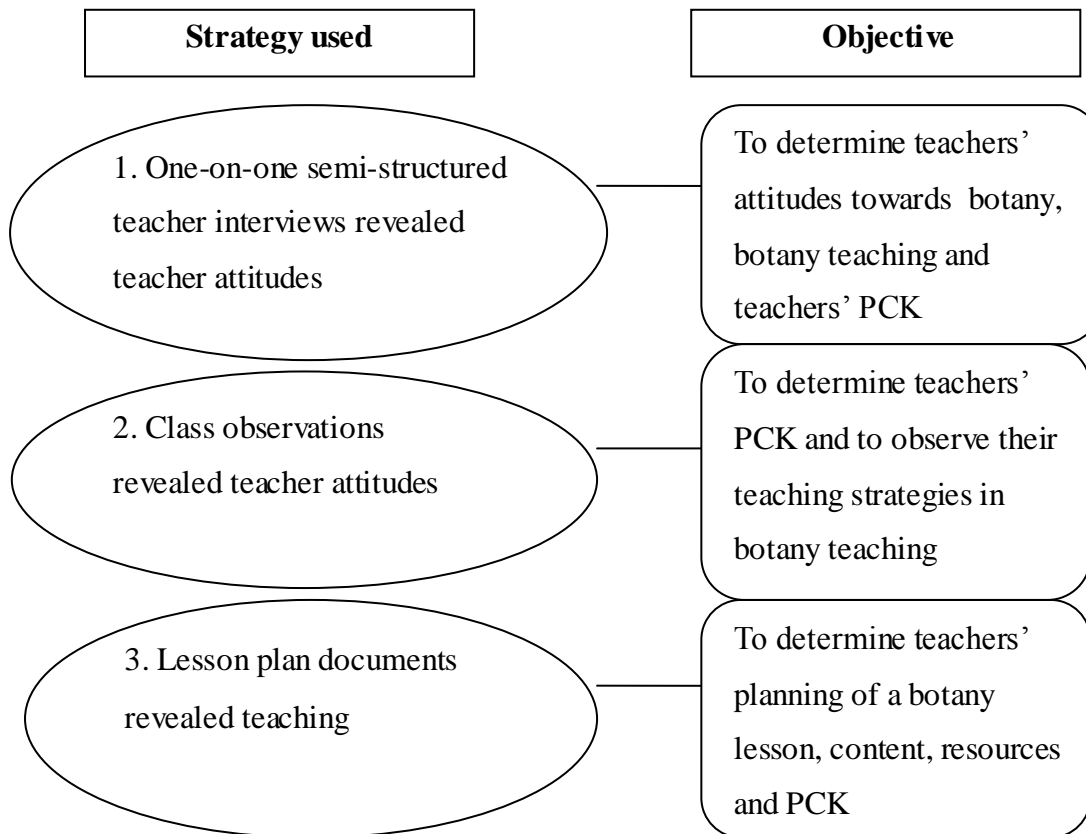 Strategy used
Objective
1. One-on-one semi-structured
teacher interviews revealed
teacher attitudes
To determine teachers’
attitudes towards  botany,
botany teaching and
teachers’ PCK
2. Class observations
revealed teacher attitudes
To determine teachers’
PCK and to observe their
teaching strategies in
botany teaching
3. Lesson plan documents
revealed teaching
To determine teachers’
planning of a botany
lesson, content, resources
and PCK